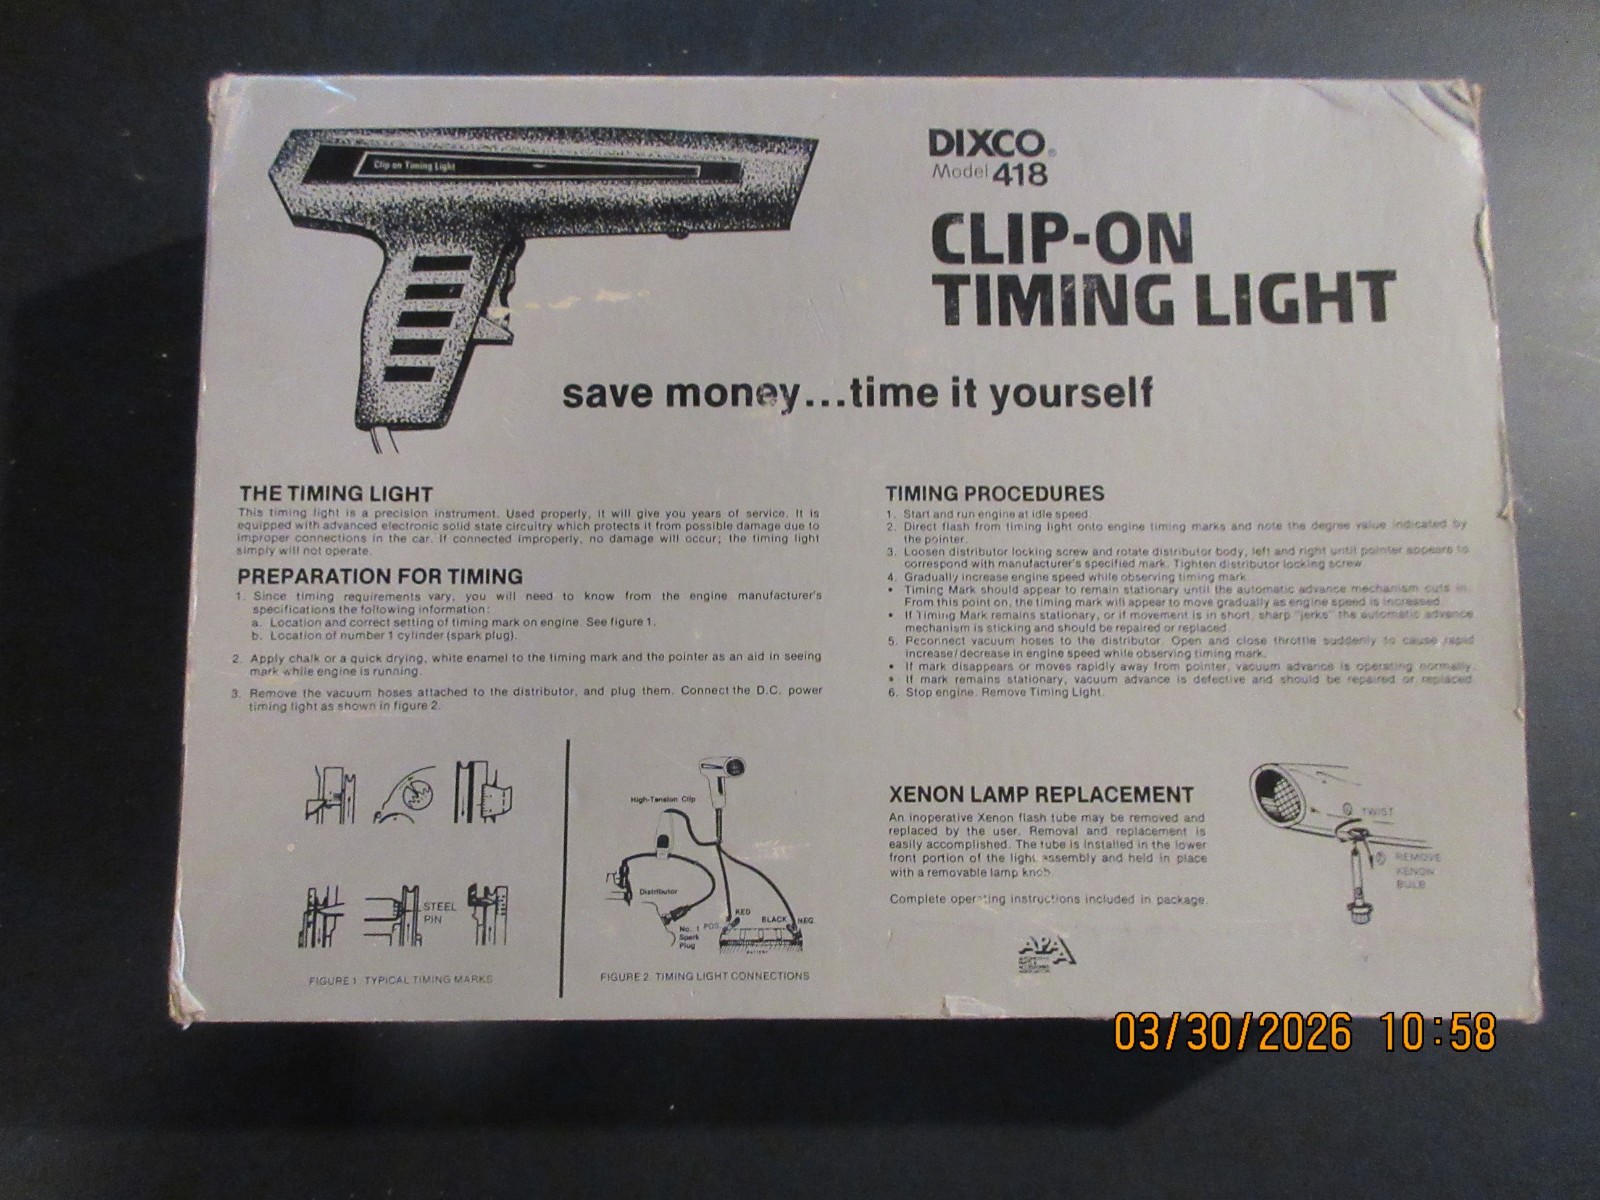 Clip on Timing Light
DIXCO®
Model 418
CLIP-ON
TIMING LIGHT
save money...time it yourself
THE TIMING LIGHT
This timing light is a precision instrument. Used properly, it will give you years of service. It is
equipped with advanced electronic solid state circuitry which protects it from possible damage due to
improper connections in the car. If connected improperly, no damage will occur; the timing light
simply will not operate.
PREPARATION FOR TIMING
1. Since timing requirements vary, you will need to know from the engine manufacturer's
specifications the following information:
a. Location and correct setting of timing mark on engine. See figure 1.
b. Location of number 1 cylinder (spark plug).
2. Apply chalk or a quick drying, white enamel to the timing mark and the pointer as an aid in seeing
mark while engine is running.
3. Remove the vacuum hoses attached to the distributor, and plug them. Connect the D.C. power
timing light as shown in figure 2.
STEEL
PIN
FIGURE 1. TYPICAL TIMING MARKS
High-Tension Clip
Distributor
No. 1
Spark
Plug
POS.
RED
BLACK
NEG.
BATTERY
FIGURE 2. TIMING LIGHT CONNECTIONS
TIMING PROCEDURES
1. Start and run engine at idle speed.
2. Direct flash from timing light onto engine timing marks and note the degree value indicated by
the pointer.
3. Loosen distributor locking screw and rotate distributor body, left and right until pointer appears to
correspond with manufacturer's specified mark. Tighten distributor locking screw.
4. Gradually increase engine speed while observing timing mark.
• Timing Mark should appear to remain stationary until the automatic advance mechanism cuts in.
From this point on, the timing mark will appear to move gradually as engine speed is increased.
• If Timing Mark remains stationary, or if movement is in short, sharp "jerks" the automatic advance
mechanism is sticking and should be repaired or replaced.
5. Peconnect vacuum hoses to the distributor. Open and close throttle suddenly to cause rapid
increase/decrease in engine speed while observing timing mark.
• If mark disappears or moves rapidly away from pointer, vacuum advance is operating normally.
• If mark remains stationary, vacuum advance is defective and should be repaired or replaced.
6. Stop engine. Remove Timing Light.
XENON LAMP REPLACEMENT
An inoperative Xenon flash tube may be removed and
replaced by the user. Removal and replacement is
easily accomplished. The tube is installed in the lower
front portion of the light assembly and held in place
with a removable lamp knob.
Complete operating instructions included in package.
① TWIST
② REMOVE
XENON
BULB
APAA
03/30/2026 10:58